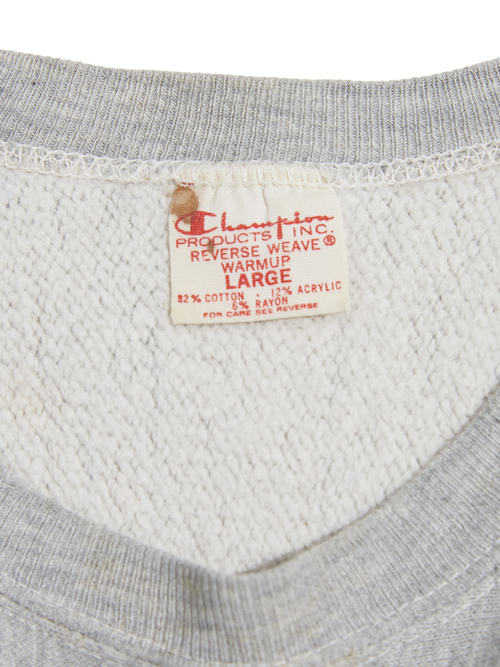 Champion
PRODUCTS INC.
REVERSE WEAVE®
WARMUP
LARGE
82% COTTON . 12% ACRYLIC
6% RAYON
FOR CARE SEE REVERSE